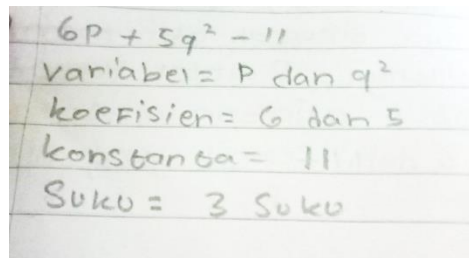 6p + 5q² - 11
variabel = p dan q²
koefisien = 6 dan 5
konstanta = 11
Suku = 3 Suku